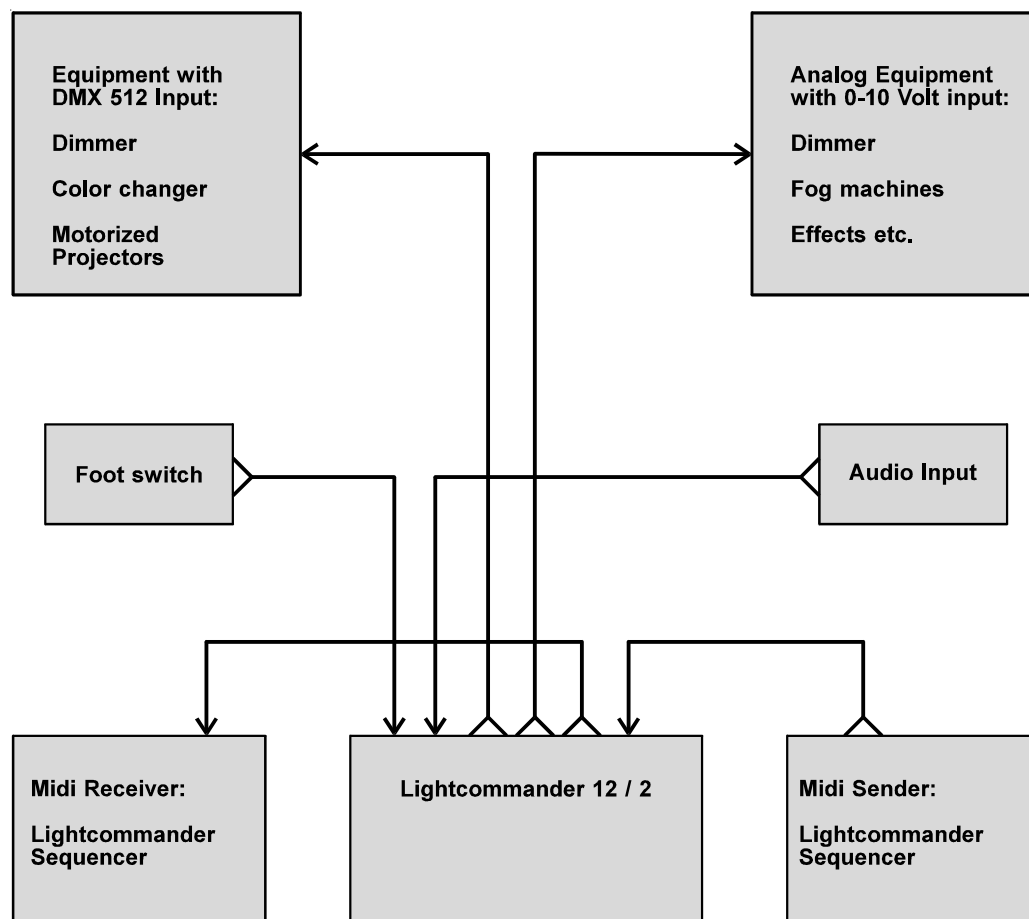 Equipment with
DMX 512 Input:
Dimmer
Color changer
Motorized
Projectors
Analog Equipment
with 0-10 Volt input:
Dimmer
Fog machines
Effects etc.
Foot switch
Audio Input
Midi Receiver:
Lightcommander
Sequencer
Lightcommander 12 / 2
Midi Sender:
Lightcommander
Sequencer